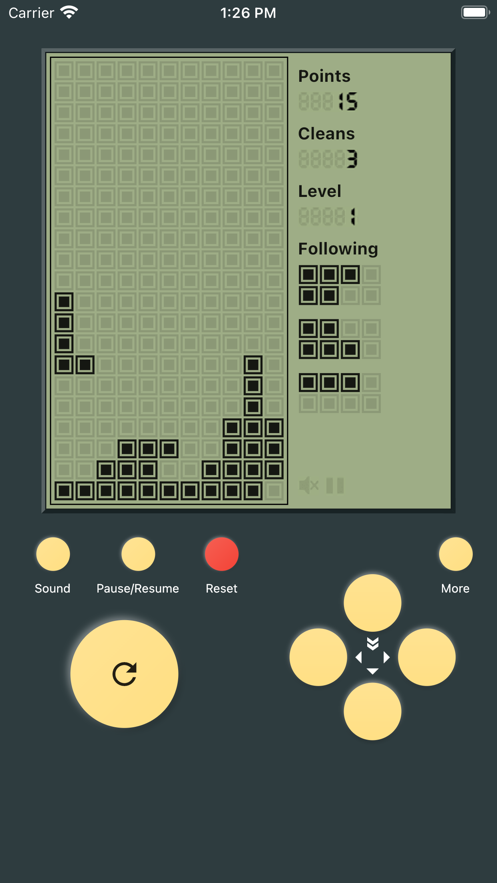 Carrier 1:26 PM
Points
15
Cleans
3
Level
1
Following
Sound Pause/Resume Reset More